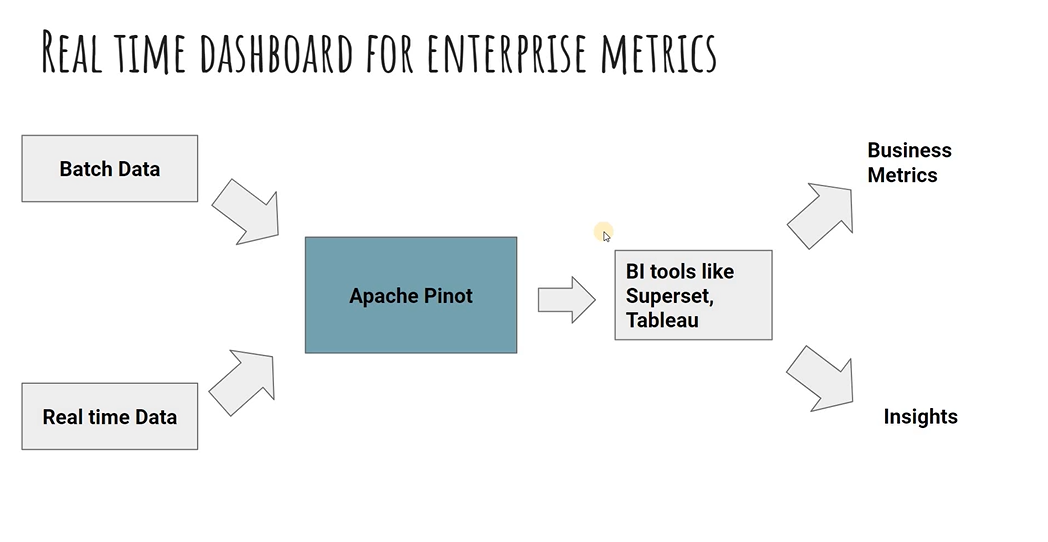 Real time dashboard for enterprise metrics
Batch Data
Real time Data
Apache Pinot
BI tools like
Superset,
Tableau
Business
Metrics
Insights